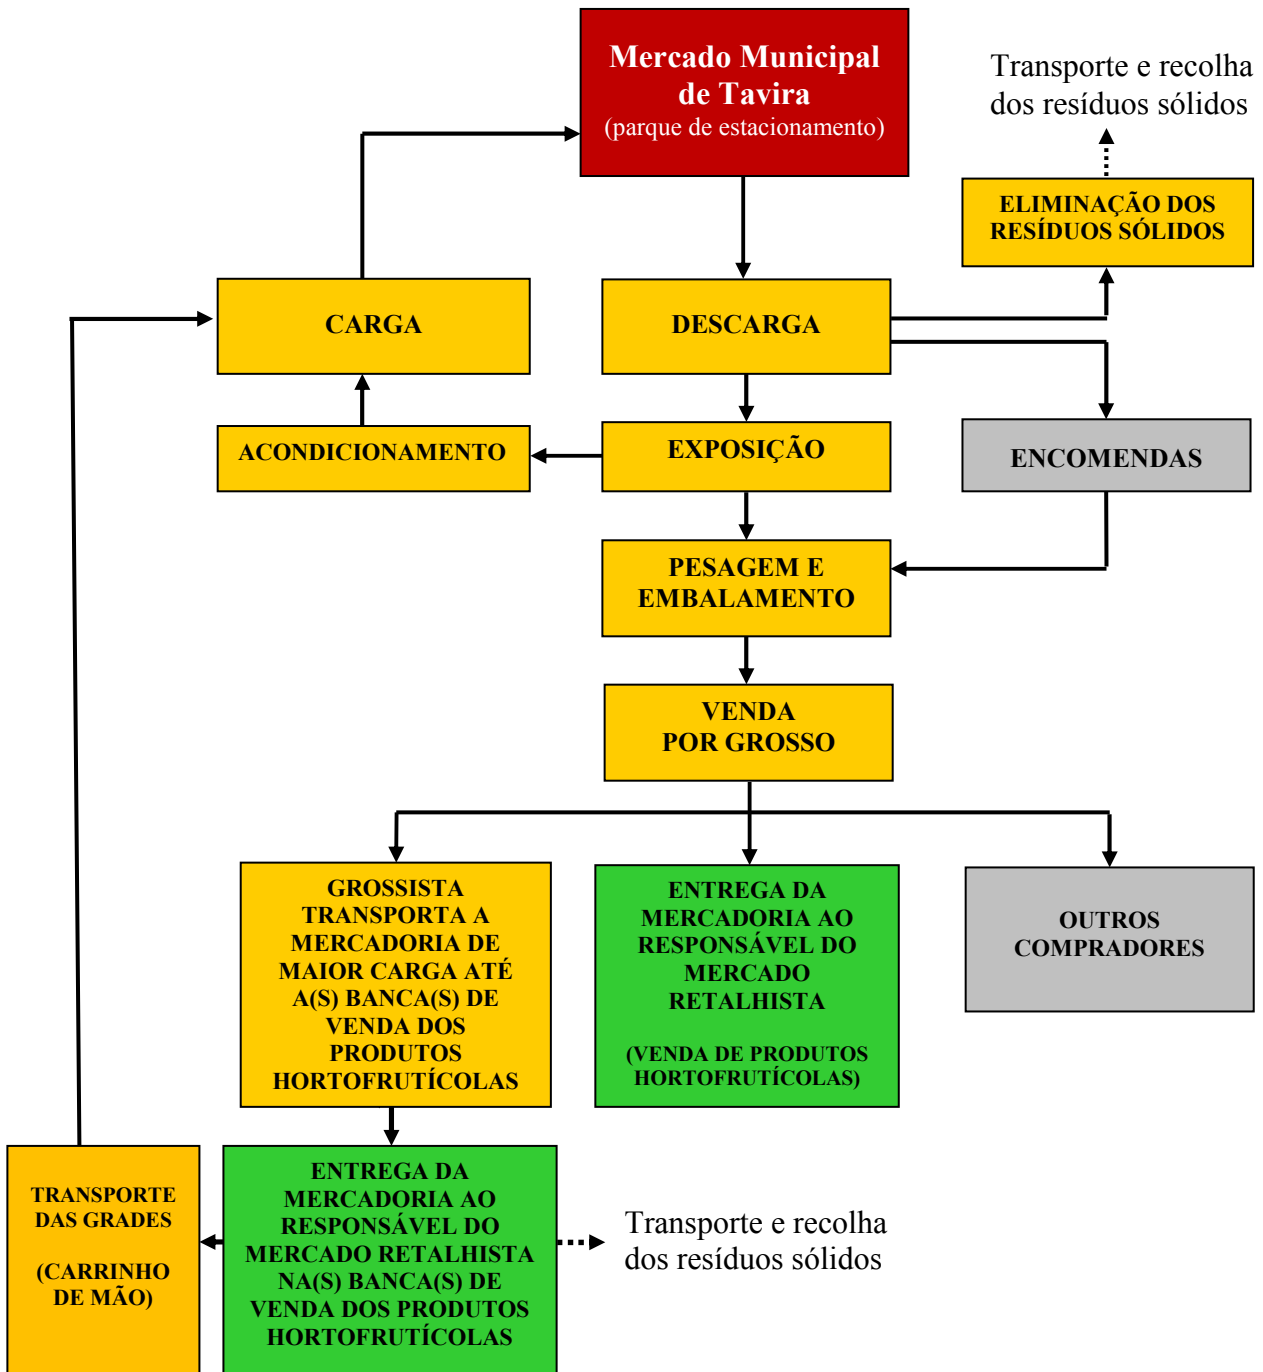 Mercado Municipal
de Tavira
(parque de estacionamento)
Transporte e recolha
dos resíduos sólidos
ELIMINAÇÃO DOS
RESÍDUOS SÓLIDOS
CARGA
DESCARGA
ACONDICIONAMENTO
EXPOSIÇÃO
ENCOMENDAS
PESAGEM E
EMBALAMENTO
VENDA
POR GROSSO
GROSSISTA
TRANSPORTA A
MERCADORIA DE
MAIOR CARGA ATÉ
A(S) BANCA(S) DE
VENDA DOS
PRODUTOS
HORTOFRUTÍCOLAS
ENTREGA DA
MERCADORIA AO
RESPONSÁVEL DO
MERCADO
RETALHISTA
(VENDA DE PRODUTOS
HORTOFRUTÍCOLAS)
OUTROS
COMPRADORES
TRANSPORTE
DAS GRADES
(CARRINHO
DE MÃO)
ENTREGA DA
MERCADORIA AO
RESPONSÁVEL DO
MERCADO RETALHISTA
NA(S) BANCA(S) DE
VENDA DOS PRODUTOS
HORTOFRUTÍCOLAS
Transporte e recolha
dos resíduos sólidos